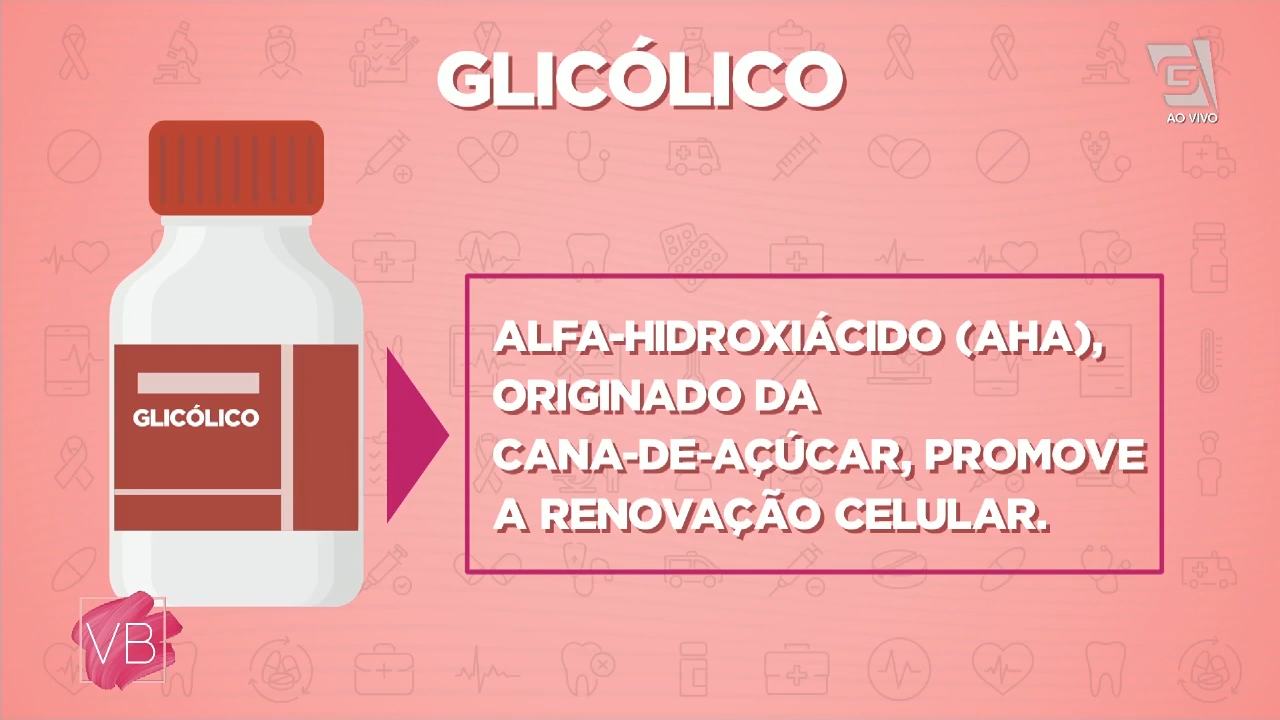 GLICÓLICO
G
AO VIVO
GLICÓLICO
ALFA-HIDROXIÁCIDO (AHA),
ORIGINADO DA
CANA-DE-AÇÚCAR, PROMOVE
A RENOVAÇÃO CELULAR.
VB